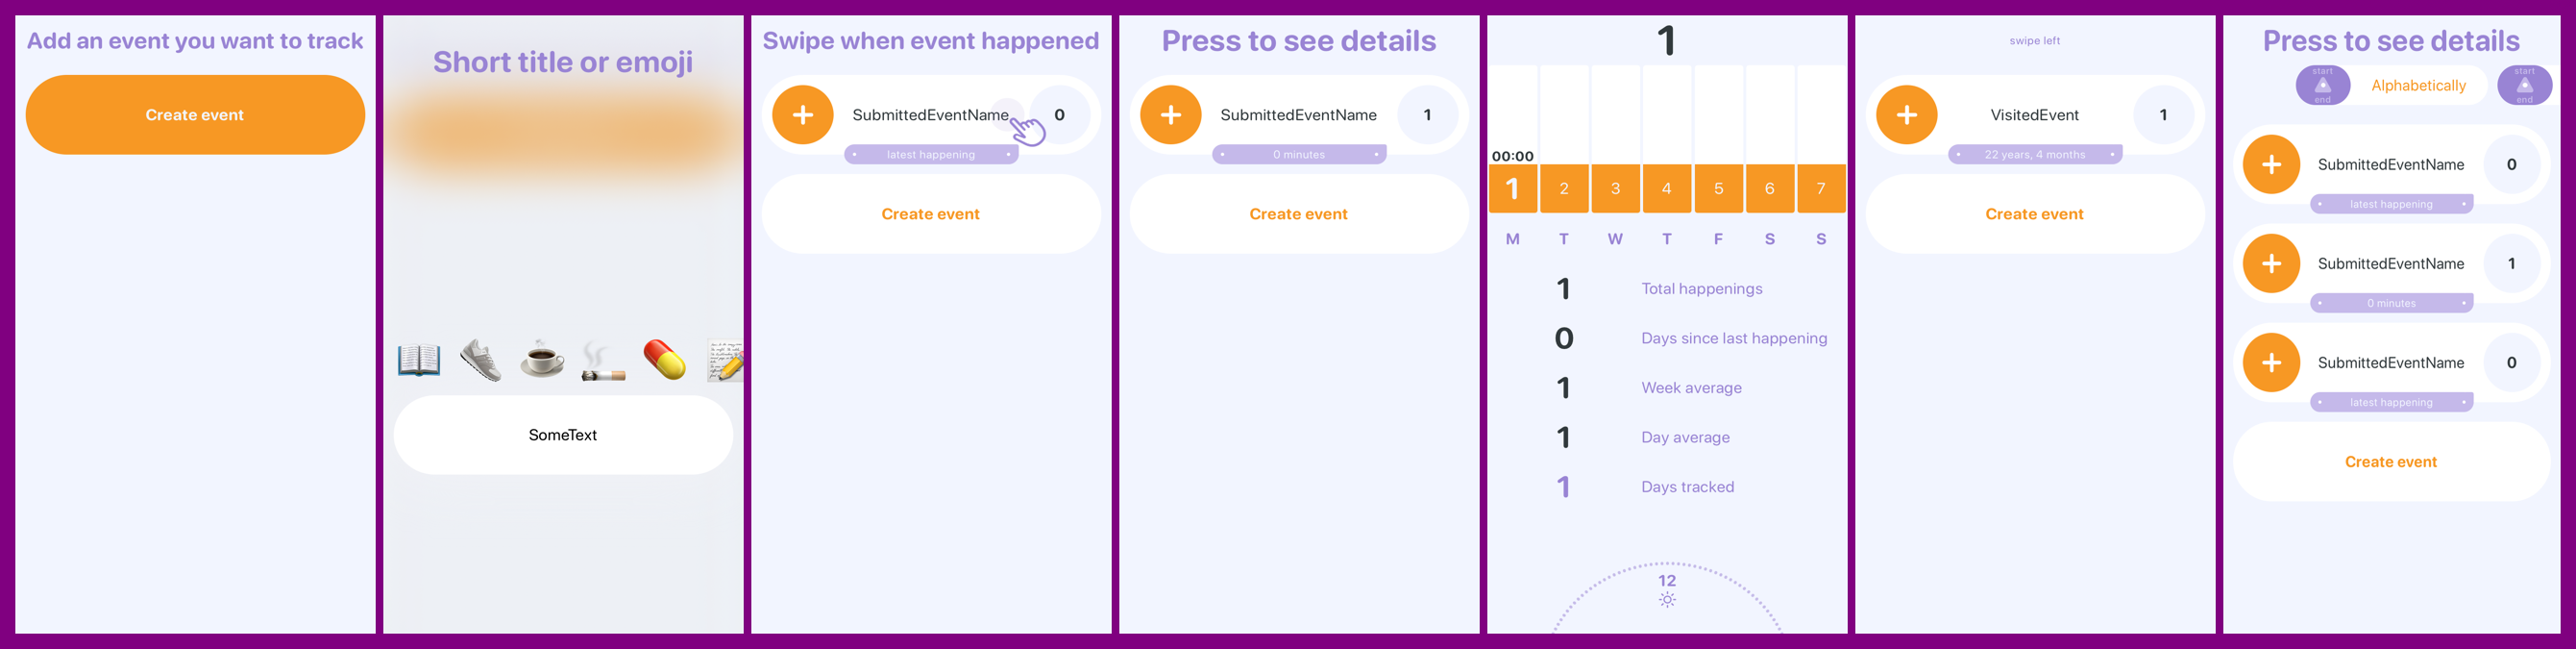 Add an event you want to track
Create event
Short title or emoji
SomeText
Swipe when event happened
SubmittedEventName
0
latest happening
Create event
Press to see details
SubmittedEventName
1
0 minutes
Create event
1
00:00
1 2 3 4 5 6 7
M T W T F S S
1 Total happenings
0 Days since last happening
1 Week average
1 Day average
1 Days tracked
12
swipe left
VisitedEvent
1
22 years, 4 months
Create event
Press to see details
start
end
Alphabetically
start
end
SubmittedEventName
0
latest happening
SubmittedEventName
1
0 minutes
SubmittedEventName
0
latest happening
Create event